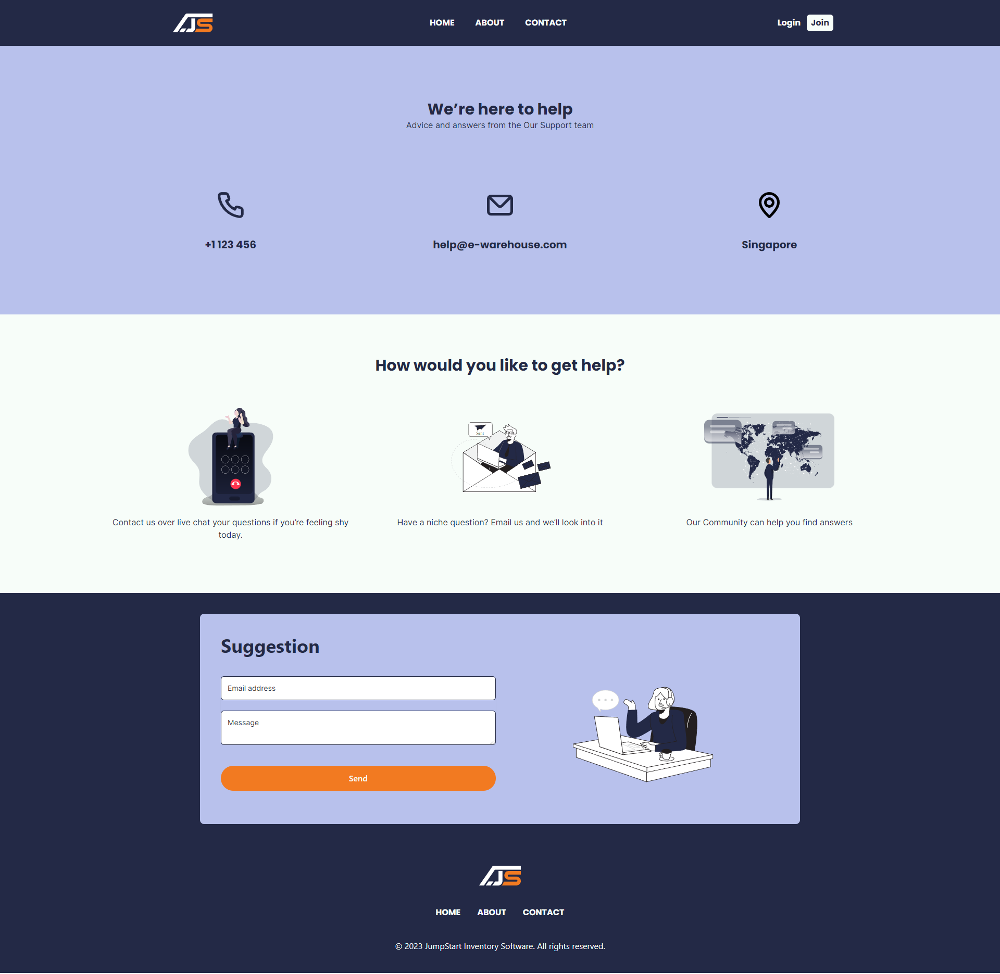 JS
HOME ABOUT CONTACT
Login Join
We’re here to help
Advice and answers from the Our Support team
+1 123 456
help@e-warehouse.com
Singapore
How would you like to get help?
Sent
Contact us over live chat your questions if you’re feeling shy
today.
Have a niche question? Email us and we’ll look into it
Our Community can help you find answers
Suggestion
Email address
Message
Send
JS
HOME ABOUT CONTACT
© 2023 JumpStart Inventory Software. All rights reserved.